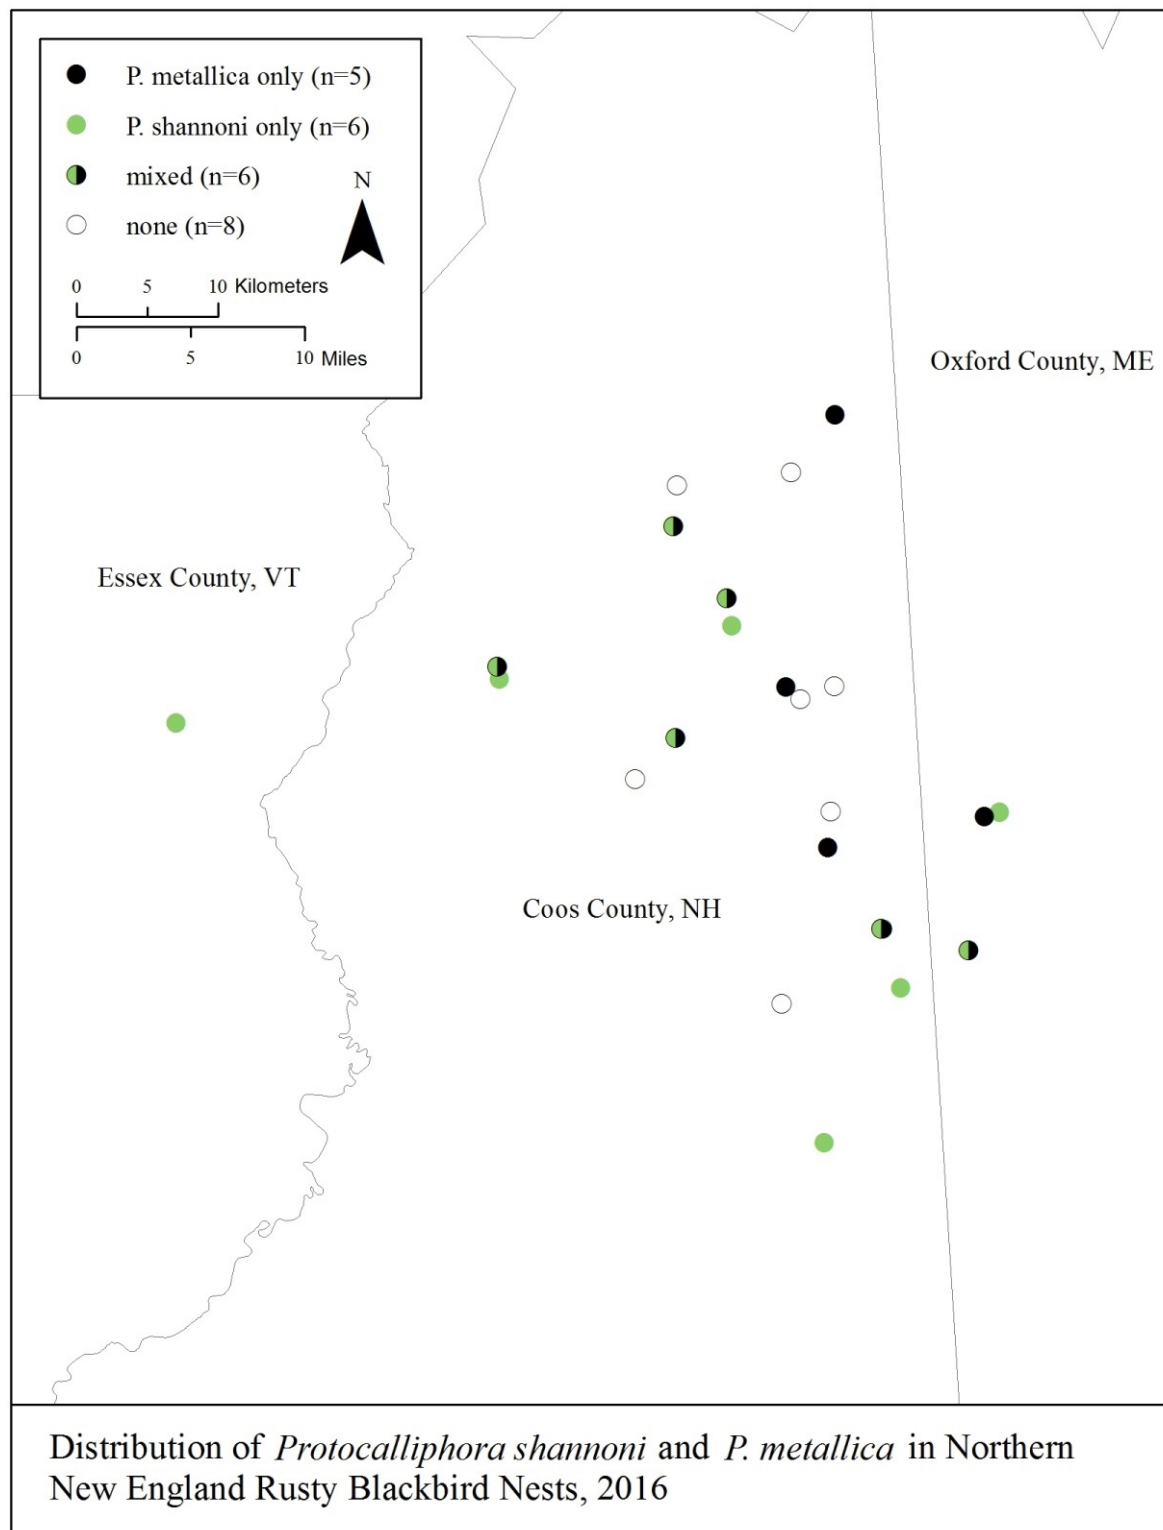 P. metallica only (n=5)
P. shannoni only (n=6)
mixed (n=6)
none (n=8)
N
0 5 10 Kilometers
0 5 10 Miles
Oxford County, ME
Essex County, VT
Coos County, NH
Distribution of Protocalliphora shannoni and P. metallica in Northern
New England Rusty Blackbird Nests, 2016